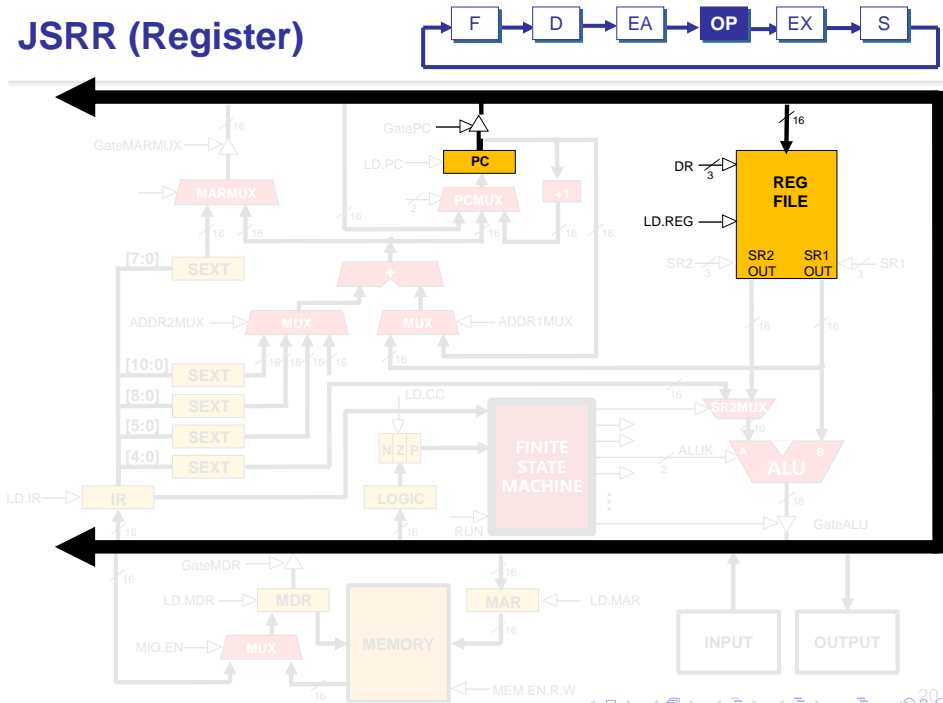 JSRR (Register)
F D EA OP EX S
16 16
GatePC
GateMARMUX
LD.PC PC
DR 3
REG FILE
MARMUX
2 PCMUX +1
LD.REG
16
16 16 16 16 16
[7:0] SEXT
SR2 3
SR2 OUT SR1 OUT
3 SR1
+
ADDR2MUX MUX MUX ADDR1MUX
16 16
[10:0] SEXT
16 16 16 16 16
[8:0] SEXT
LD.CC
16
SR2MUX
[5:0] SEXT
16
N Z P
FINITE STATE MACHINE
ALUK
2
A B
ALU
[4:0] SEXT
LD.IR IR
LOGIC
16
16 16
RUN
GateALU
16 16
GateMDR
LD.MDR MDR
MAR LD.MAR
16
MIO.EN MUX
MEMORY
INPUT OUTPUT
16
MEM.EN,R,W
20